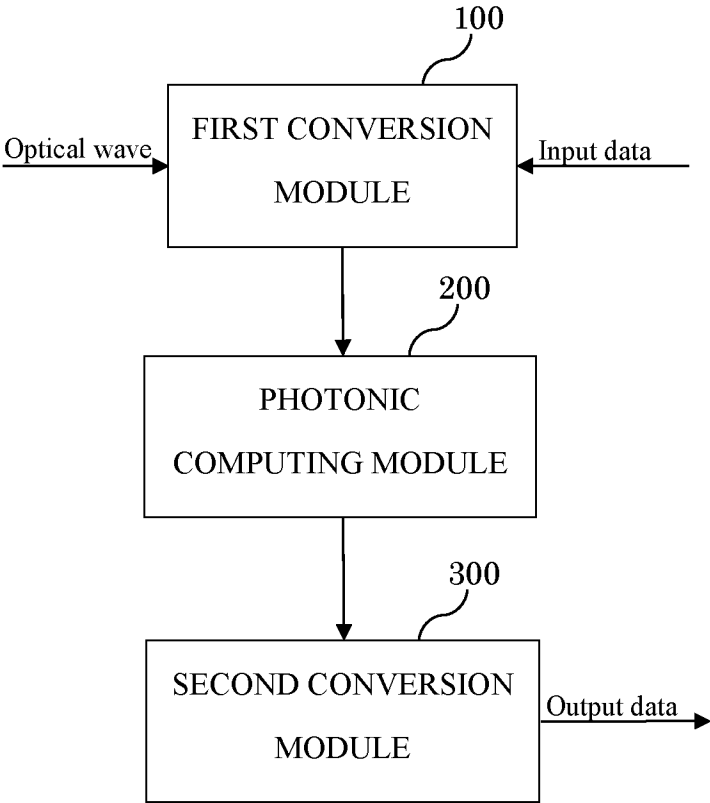 100
FIRST CONVERSION
MODULE
Optical wave
Input data
200
PHOTONIC
COMPUTING MODULE
300
SECOND CONVERSION
MODULE
Output data